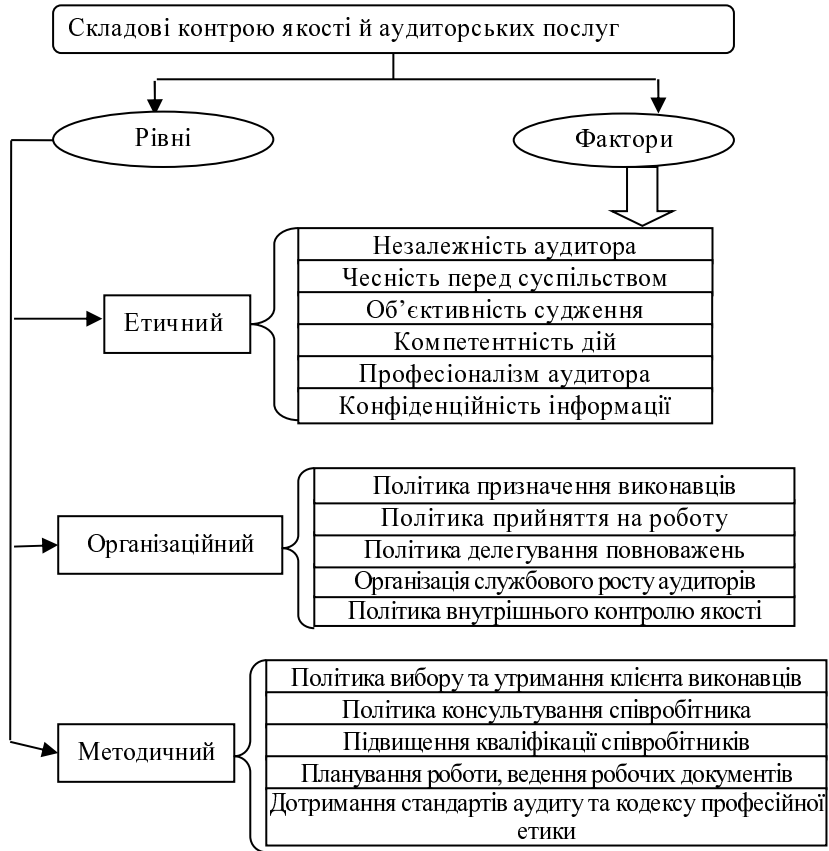 Складові контрою якості й аудиторських послуг
Рівні
Фактори
Незалежність аудитора
Чесність перед суспільством
Об’єктивність судження
Етичний
Компетентність дій
Професіоналізм аудитора
Конфіденційність інформації
Політика призначення виконавців
Політика прийняття на роботу
Організаційний
Політика делегування повноважень
Організація службового росту аудиторів
Політика внутрішнього контролю якості
Політика вибору та утримання клієнта виконавців
Політика консультування співробітника
Методичний
Підвищення кваліфікації співробітників
Планування роботи, ведення робочих документів
Дотримання стандартів аудиту та кодексу професійної
етики